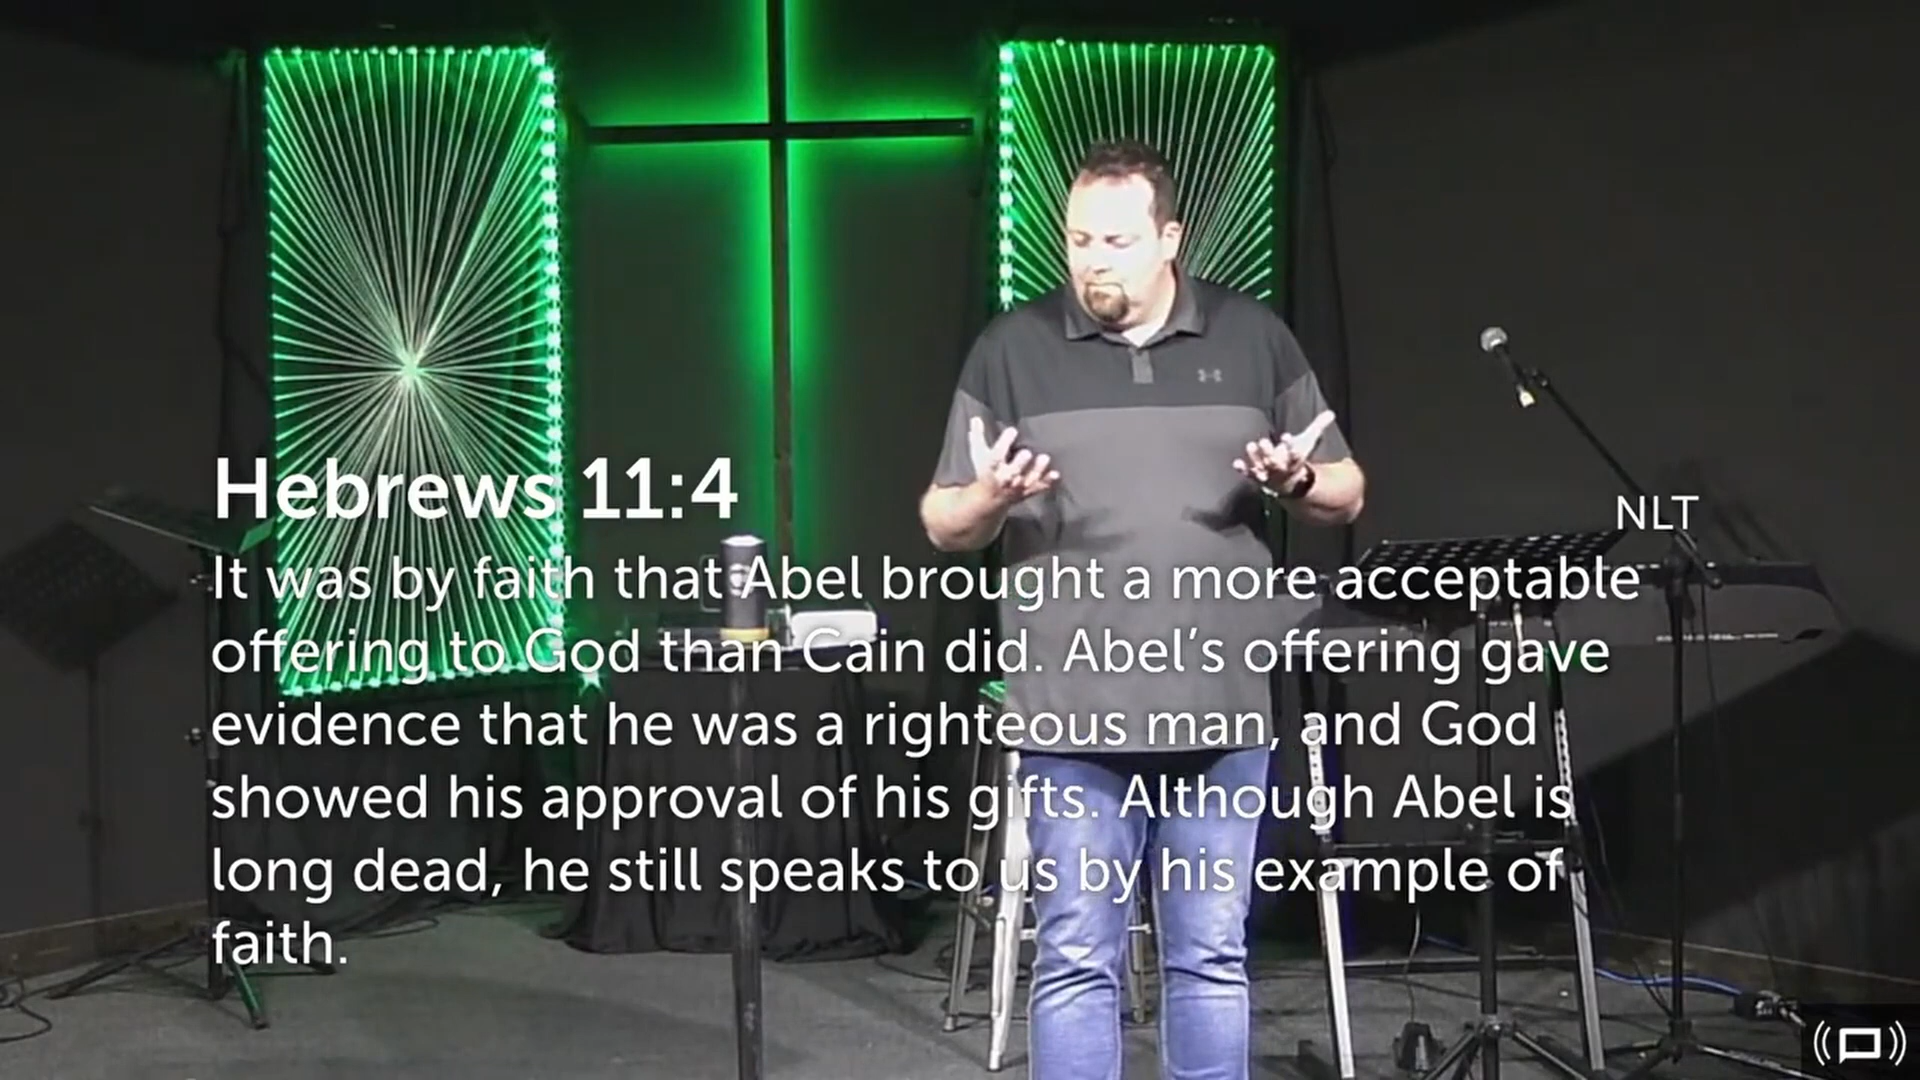 Hebrews 11:4
NLT
It was by faith that Abel brought a more acceptable
offering to God than Cain did. Abel’s offering gave
evidence that he was a righteous man, and God
showed his approval of his gifts. Although Abel is
long dead, he still speaks to us by his example of
faith.